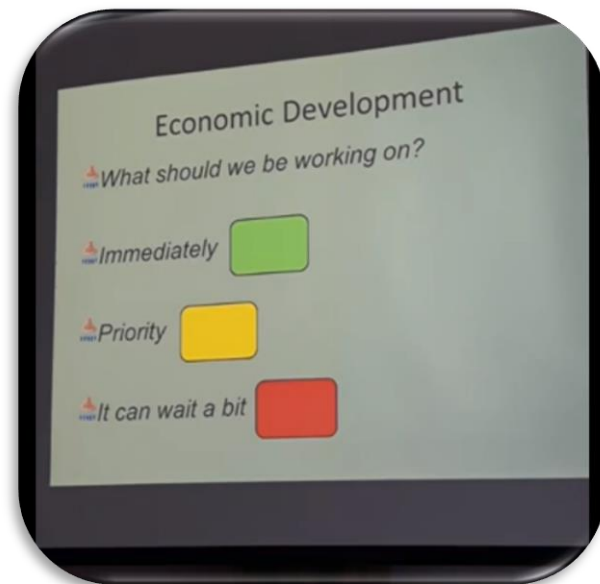 Economic Development
What should we be working on?
Immediately
Priority
It can wait a bit